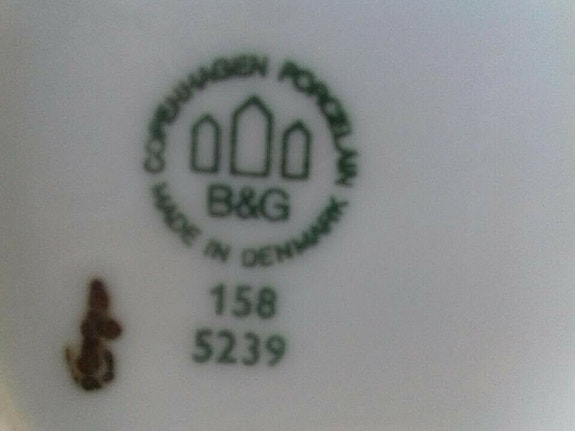 COPENHAGEN PORCELAIN
B&G
MADE IN DENMARK
158
5239